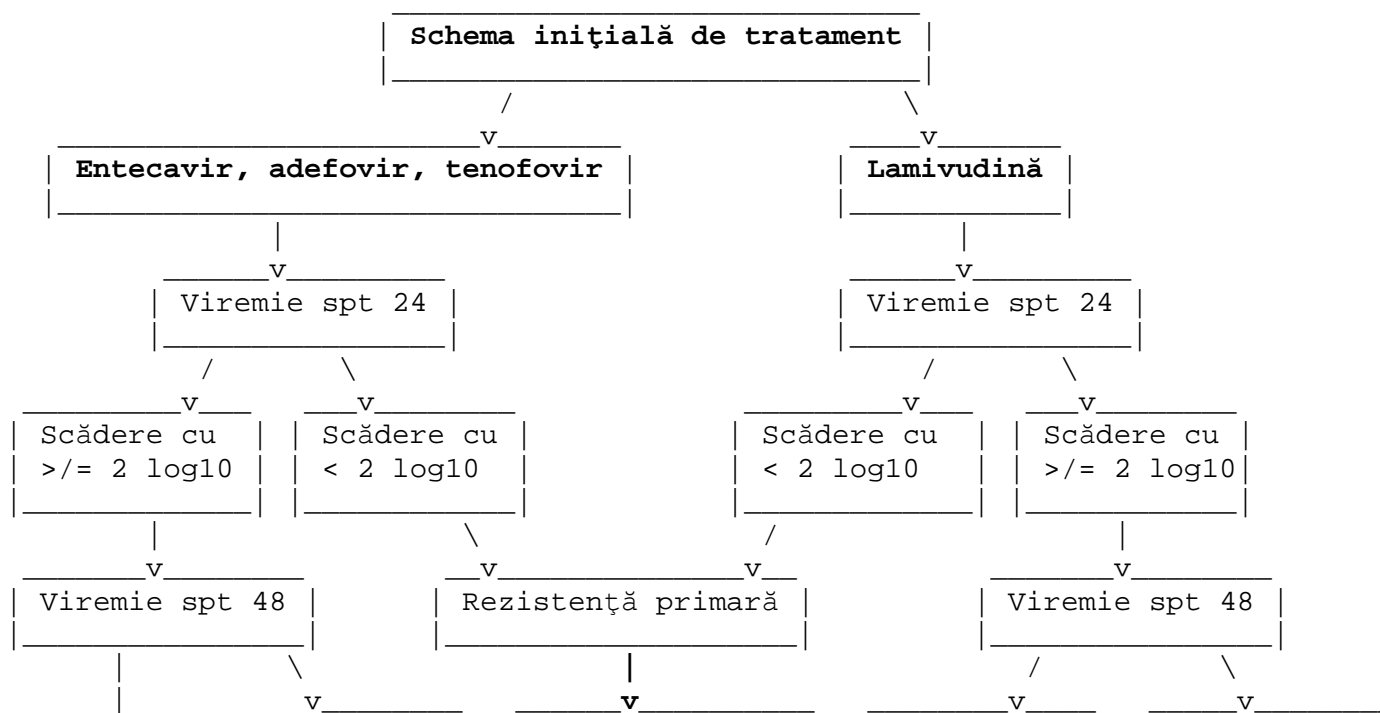 Schema iniţială de tratament
Entecavir, adefovir, tenofovir
Lamivudină
Viremie spt 24
Viremie spt 24
Scădere cu
>/= 2 log10
Scădere cu
< 2 log10
Scădere cu
< 2 log10
Scădere cu
>/= 2 log10
Viremie spt 48
Rezistenţă primară
Viremie spt 48